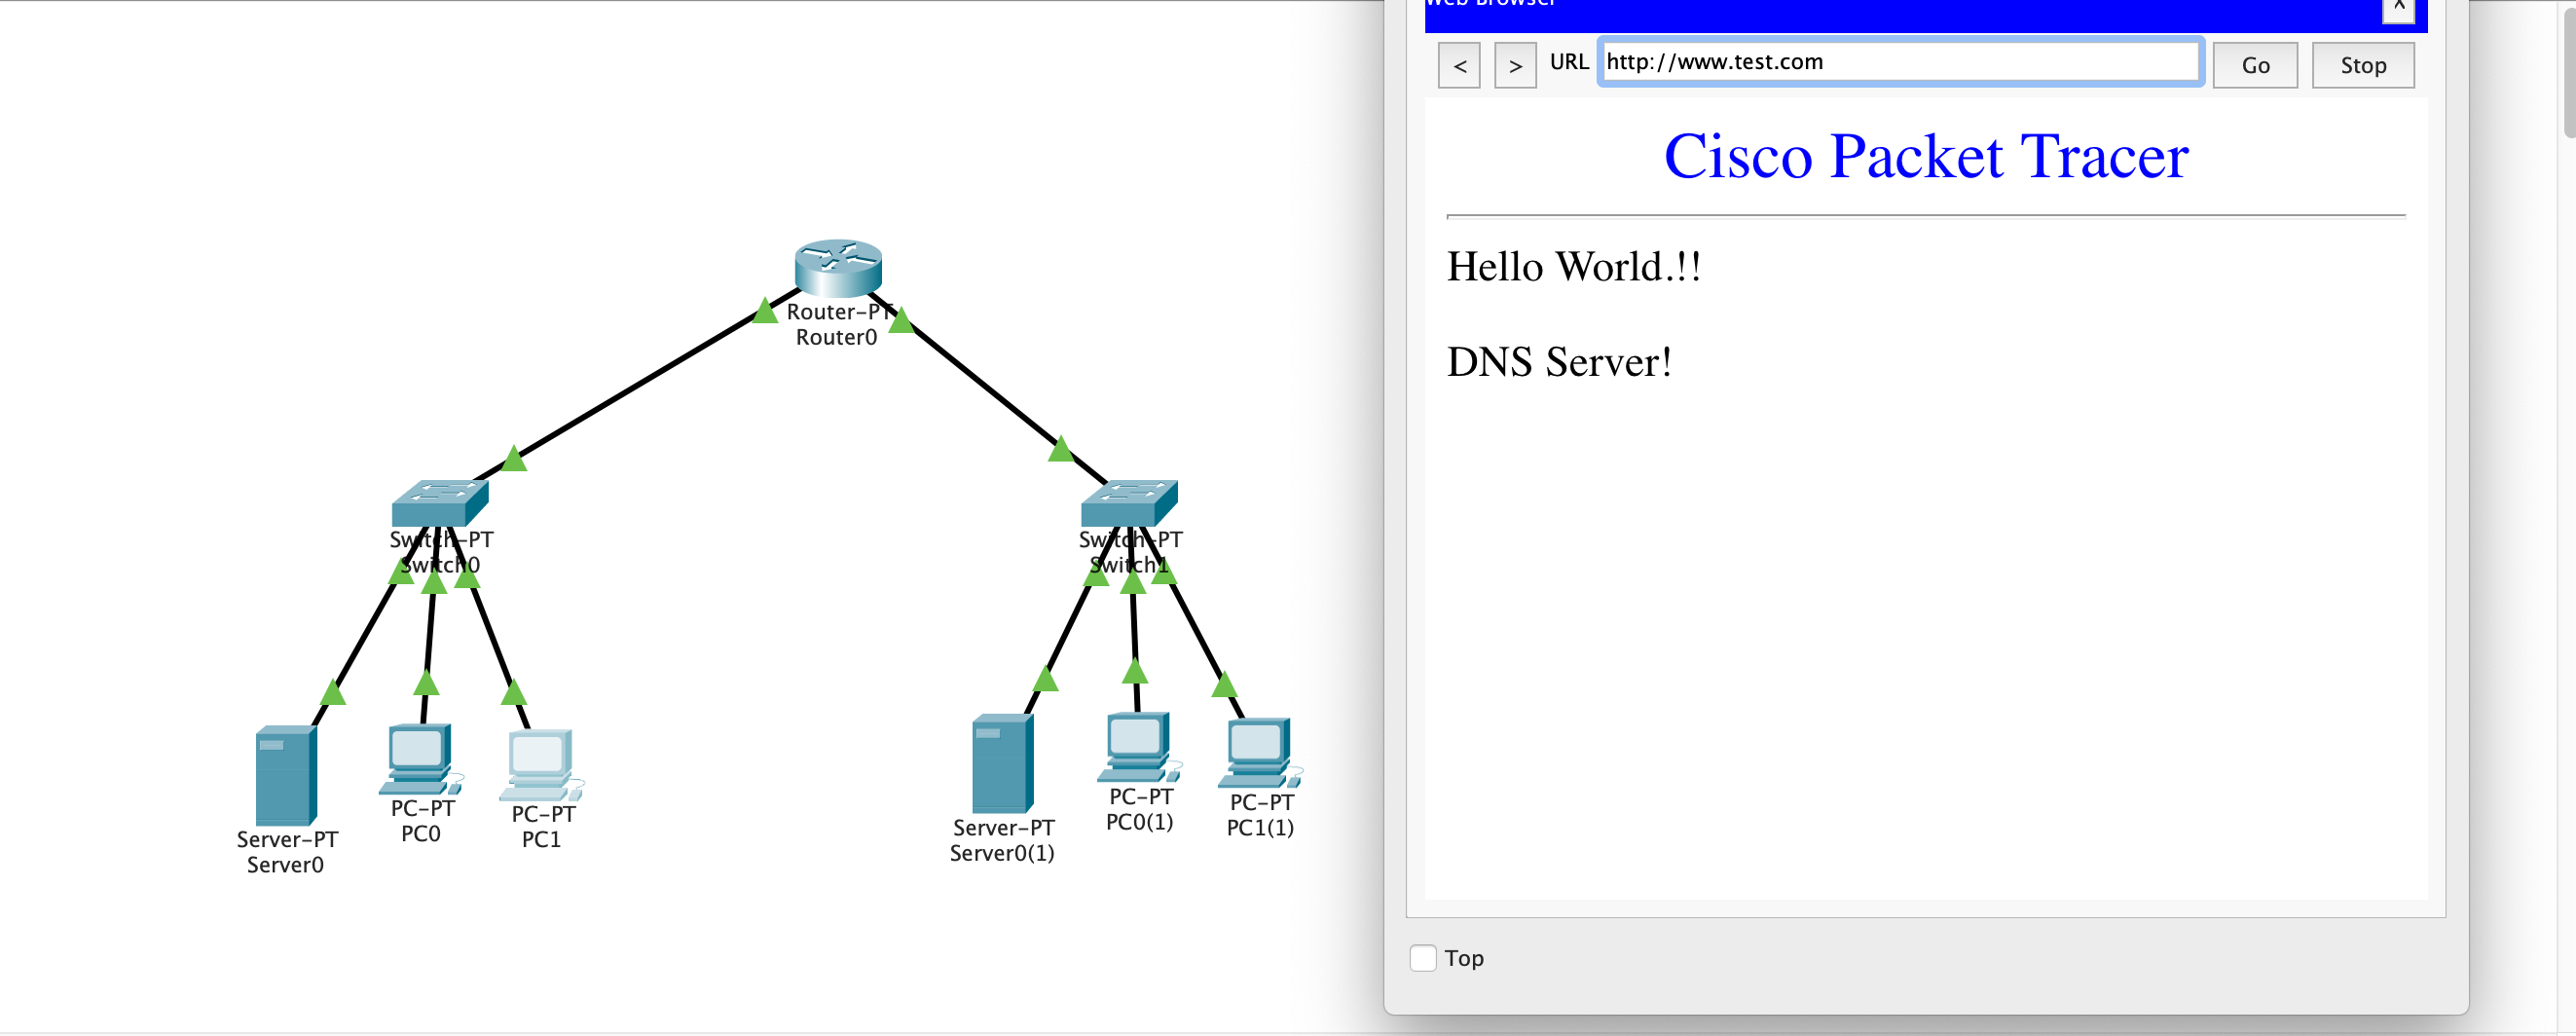 Web Browser
X
<
>
URL
http://www.test.com
Go
Stop
Cisco Packet Tracer
Hello World.!!
DNS Server!
Top
Router-PT
Router0
Switch-PT
Switch0
Switch-PT
Switch1
Server-PT
Server0
PC-PT
PC0
PC-PT
PC1
Server-PT
Server0(1)
PC-PT
PC0(1)
PC-PT
PC1(1)